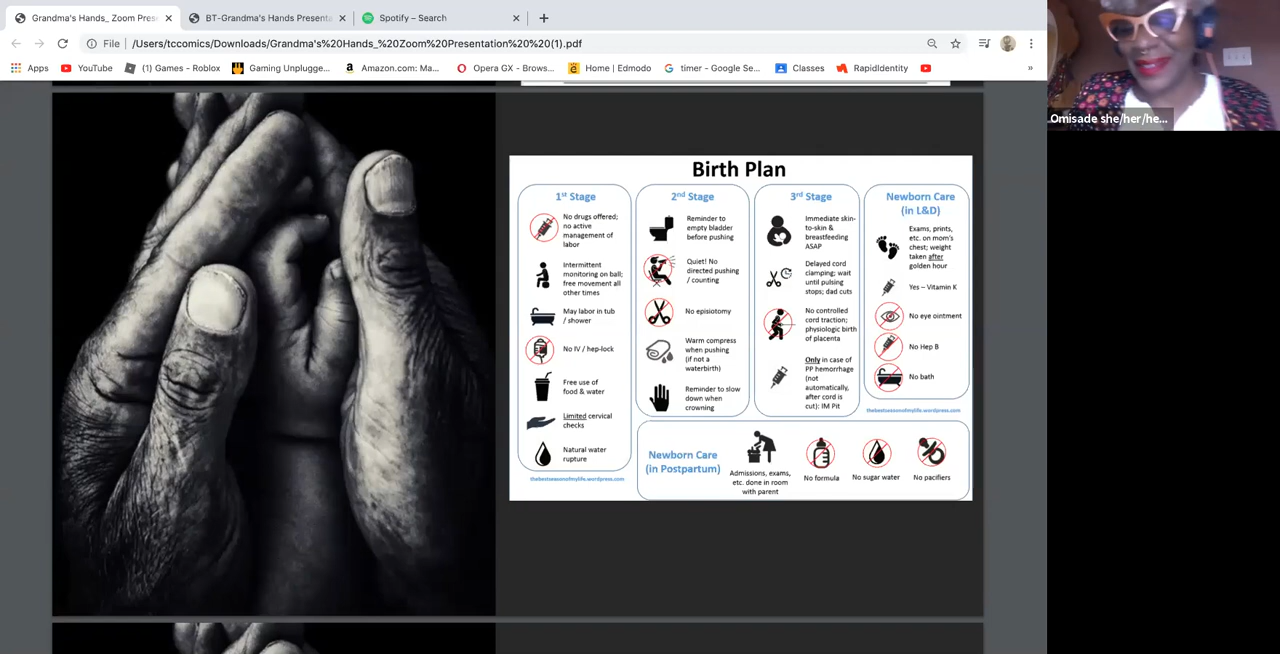 Grandma's Hands_ Zoom Pres
BT-Grandma's Hands Presenta
Spotify – Search
File
/Users/tccomics/Downloads/Grandma's%20Hands_%20Zoom%20Presentation%20%20(1).pdf
Apps
YouTube
(1) Games - Roblox
Gaming Unplugge...
Amazon.com: Ma...
Opera GX - Brows...
Home | Edmodo
timer - Google Se...
Classes
RapidIdentity
»
Omisade she/her/he...
Birth Plan
1st Stage
No drugs offered;
no active
management of
labor
Intermittent
monitoring on ball;
free movement all
other times
May labor in tub
/ shower
No IV / hep-lock
Free use of
food & water
Limited cervical
checks
Natural water
rupture
thebestseasonofmylife.wordpress.com
2nd Stage
Reminder to
empty bladder
before pushing
Quiet! No
directed pushing
/ counting
No episiotomy
Warm compress
when pushing
(if not a
waterbirth)
Reminder to slow
down when
crowning
3rd Stage
Immediate skin-
to-skin &
breastfeeding
ASAP
Delayed cord
clamping; wait
until pulsing
stops; dad cuts
No controlled
cord traction;
physiologic birth
of placenta
Only in case of
PP hemorrhage
(not
automatically,
after cord is
cut): IM Pit
Newborn Care
(in L&D)
Exams, prints,
etc. on mom's
chest; weight
taken after
golden hour
Yes – Vitamin K
No eye ointment
No Hep B
No bath
thebestseasonofmylife.wordpress.com
Newborn Care
(in Postpartum)
Admissions, exams,
etc. done in room
with parent
No formula
No sugar water
No pacifiers